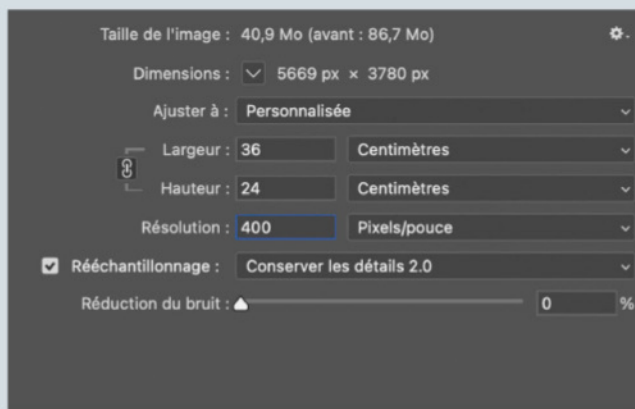 Taille de l'image : 40,9 Mo (avant : 86,7 Mo)
Dimensions : 5669 px × 3780 px
Ajuster à : Personnalisée
Largeur : 36 Centimètres
Hauteur : 24 Centimètres
Résolution : 400 Pixels/pouce
Rééchantillonnage : Conserver les détails 2.0
Réduction du bruit : 0 %